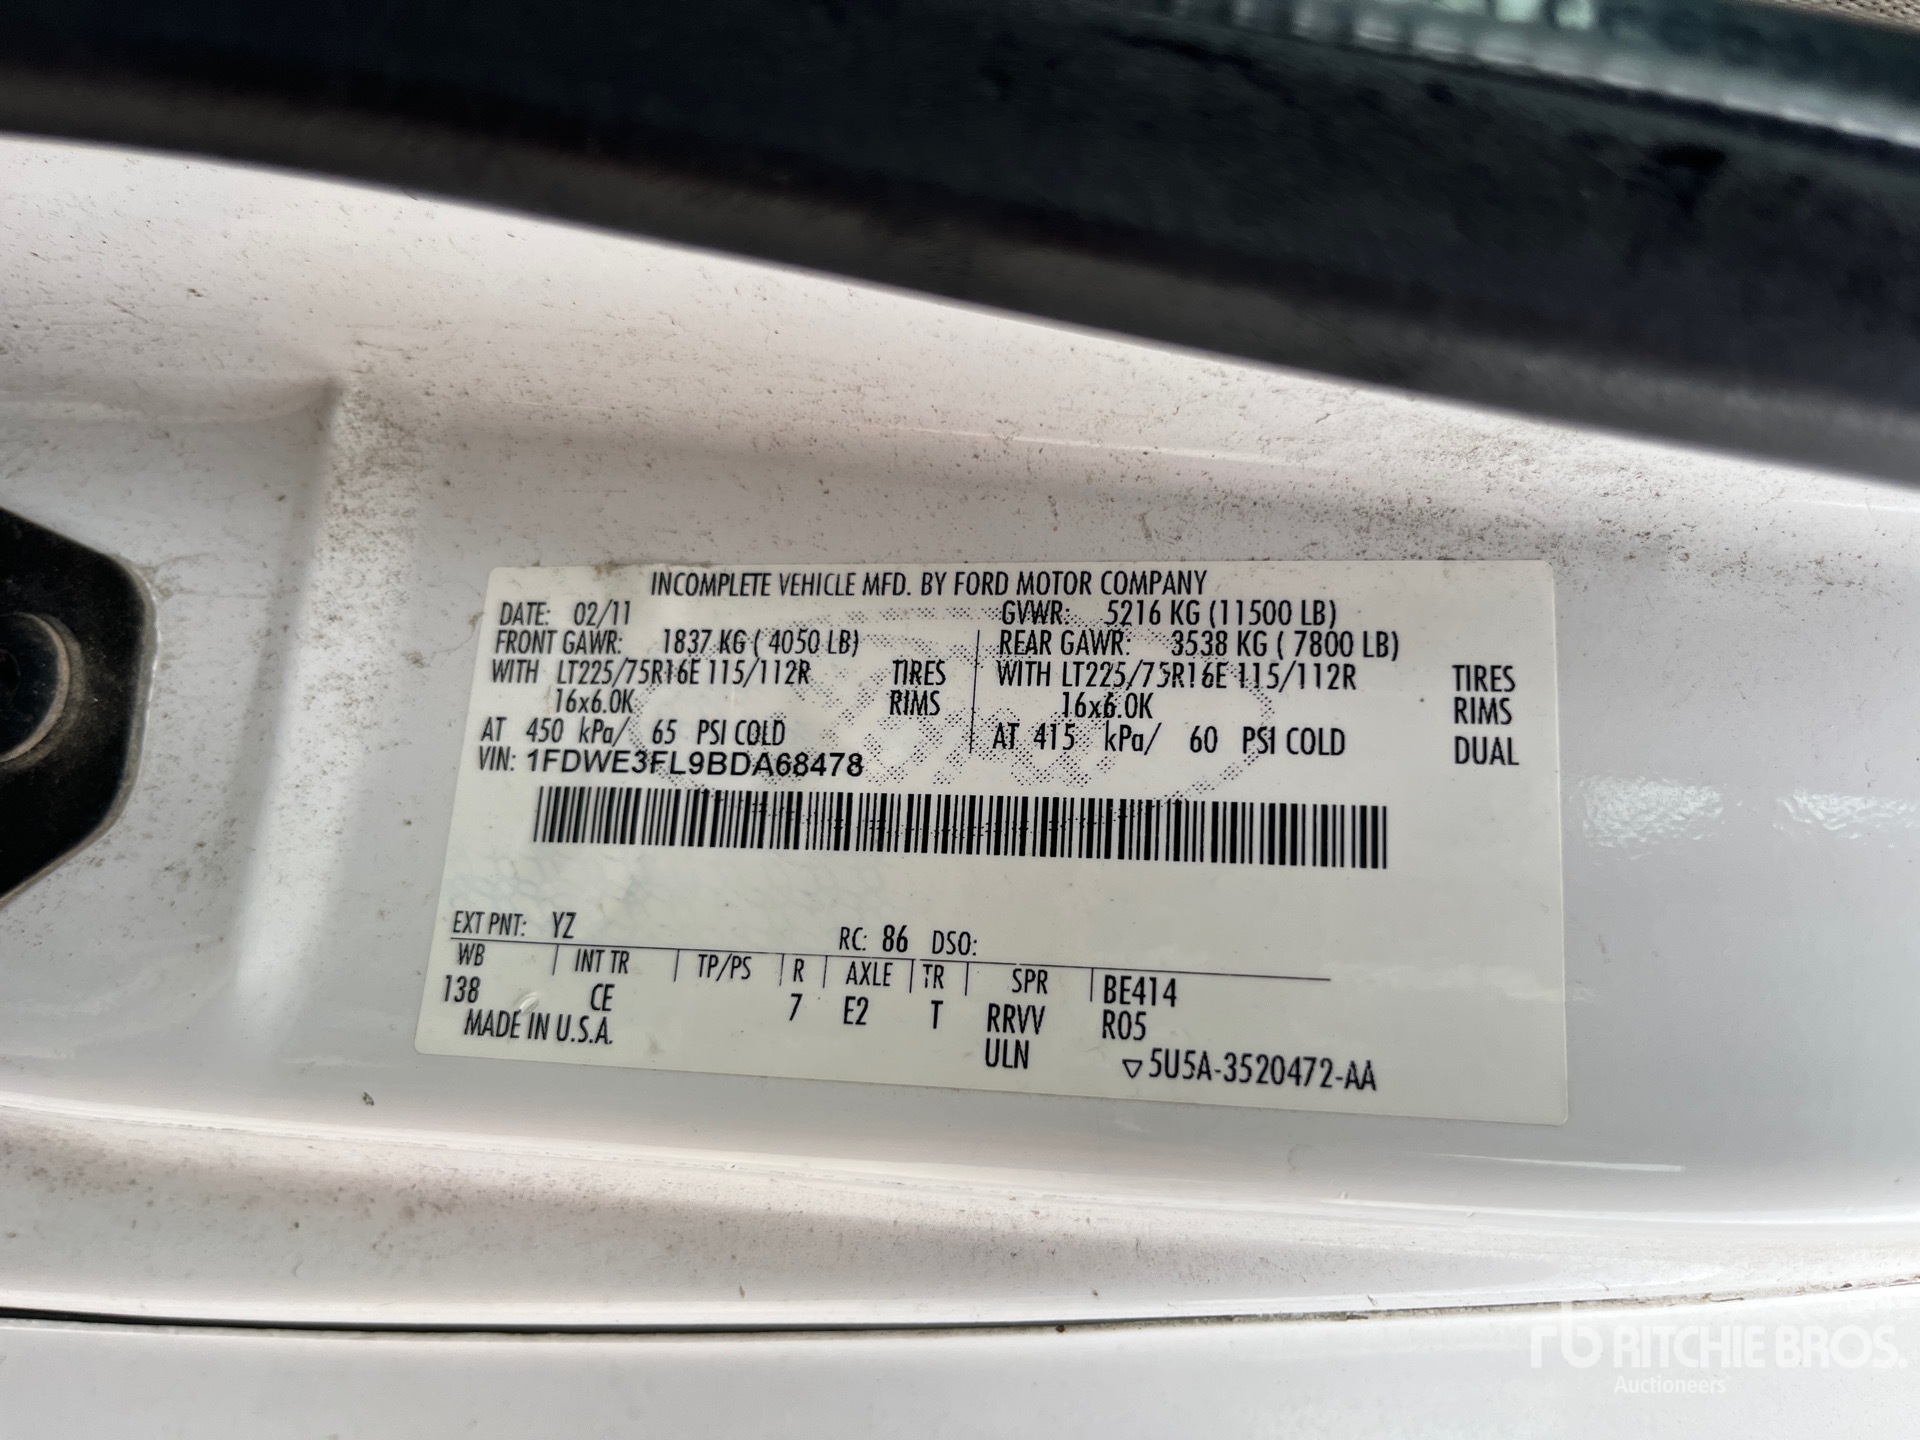 INCOMPLETE VEHICLE MFD. BY FORD MOTOR COMPANY
DATE: 02/11 GVWR: 5216 KG (11500 LB)
FRONT GAWR: 1837 KG ( 4050 LB) REAR GAWR: 3538 KG ( 7800 LB)
WITH LT225/75R16E 115/112R TIRES WITH LT225/75R16E 115/112R TIRES
16x6.0K RIMS 16x6.0K RIMS
AT 450 kPa/ 65 PSI COLD AT 415 kPa/ 60 PSI COLD DUAL
VIN: 1FDWE3FL9BDA68478
EXT PNT: YZ RC: 86 DSO:
WB INT TR TP/PS R AXLE TR SPR BE414
138 CE 7 E2 T RRVV R05
MADE IN U.S.A. ULN ▽5U5A-3520472-AA
rb RITCHIE BROS.
Auctioneers